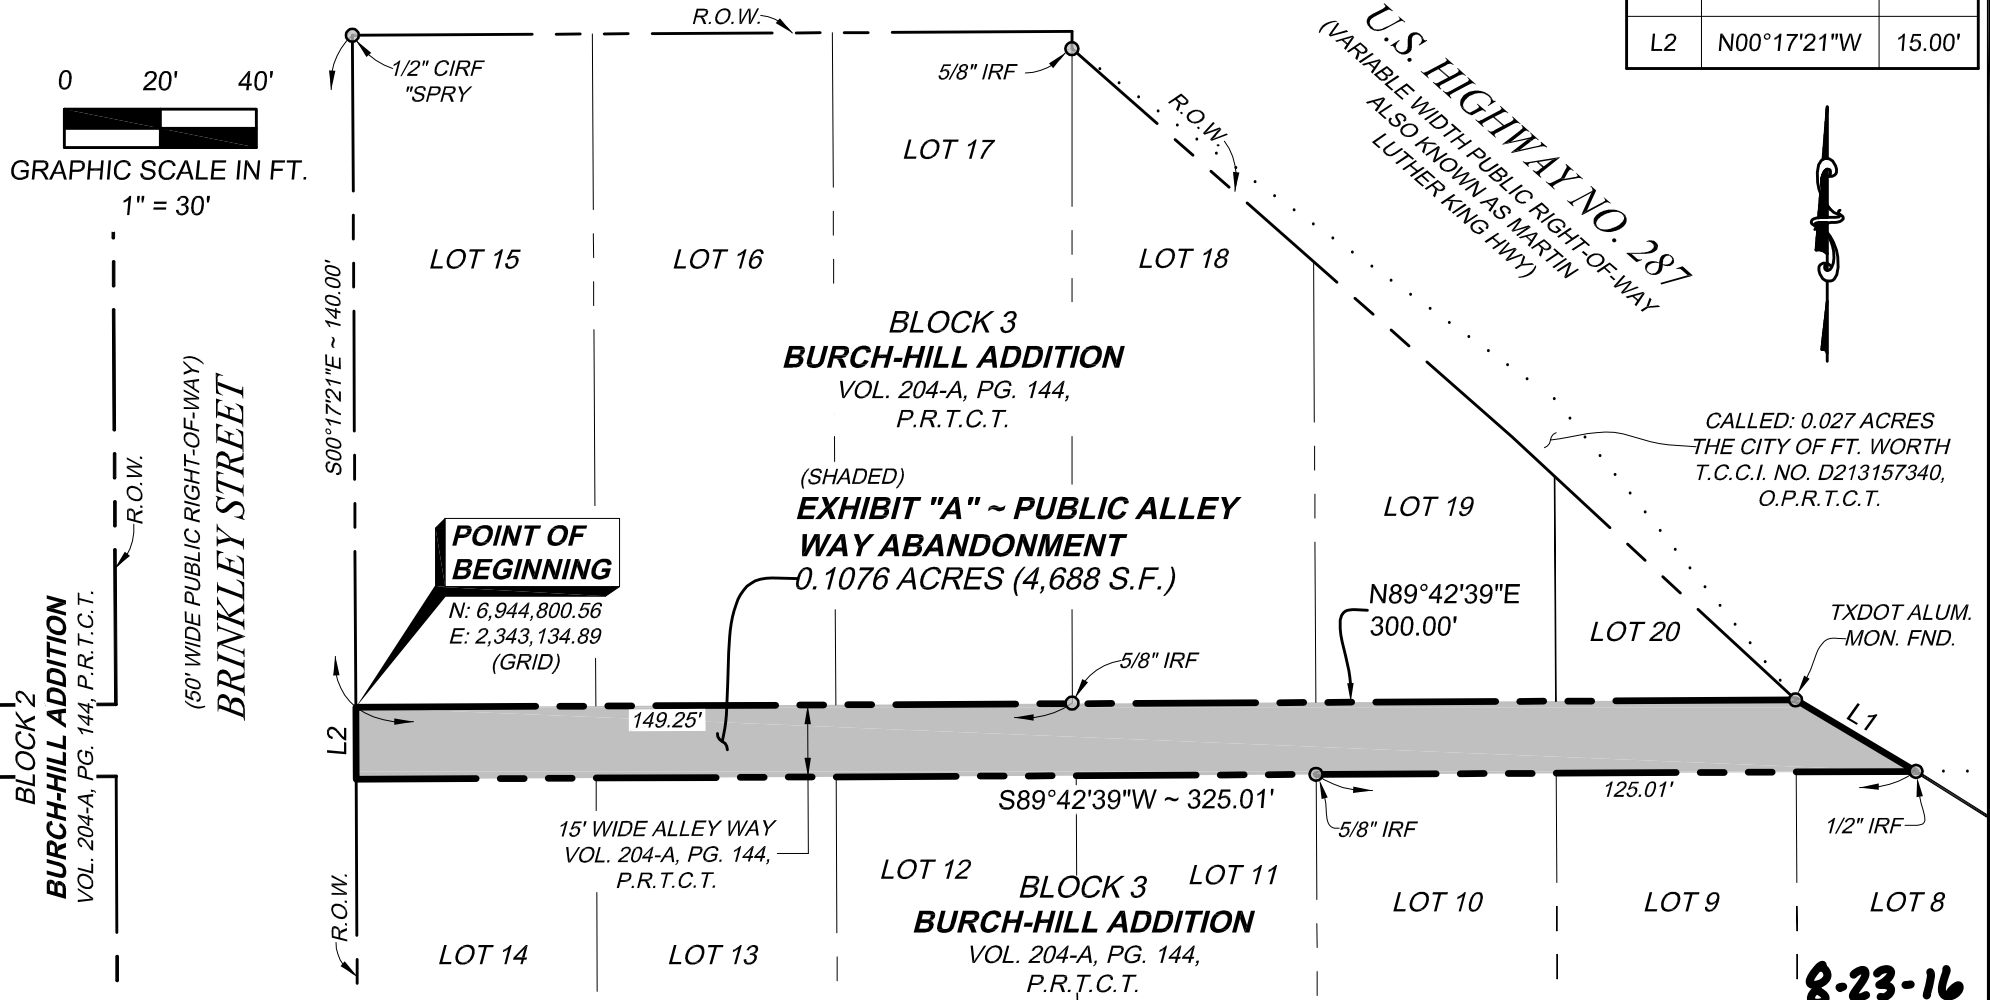 R.O.W.
L2 N00°17'21"W 15.00'
0 20' 40'
GRAPHIC SCALE IN FT.
1" = 30'
1/2" CIRF
"SPRY
5/8" IRF
R.O.W.
U.S. HIGHWAY NO. 287
(VARIABLE WIDTH PUBLIC RIGHT-OF-WAY
ALSO KNOWN AS MARTIN
LUTHER KING HWY)
LOT 17
LOT 15
LOT 16
LOT 18
S00°17'21"E ~ 140.00'
BLOCK 3
BURCH-HILL ADDITION
VOL. 204-A, PG. 144,
P.R.T.C.T.
(50' WIDE PUBLIC RIGHT-OF-WAY)
BRINKLEY STREET
R.O.W.
CALLED: 0.027 ACRES
THE CITY OF FT. WORTH
T.C.C.I. NO. D213157340,
O.P.R.T.C.T.
(SHADED)
EXHIBIT "A" ~ PUBLIC ALLEY
WAY ABANDONMENT
0.1076 ACRES (4,688 S.F.)
LOT 19
POINT OF
BEGINNING
N: 6,944,800.56
E: 2,343,134.89
(GRID)
N89°42'39"E
300.00'
LOT 20
TXDOT ALUM.
MON. FND.
5/8" IRF
BLOCK 2
BURCH-HILL ADDITION
VOL. 204-A, PG. 144, P.R.T.C.T.
L2
149.25'
L1
S89°42'39"W ~ 325.01'
125.01'
15' WIDE ALLEY WAY
VOL. 204-A, PG. 144,
P.R.T.C.T.
5/8" IRF
1/2" IRF
LOT 12
LOT 11
BLOCK 3
BURCH-HILL ADDITION
VOL. 204-A, PG. 144,
P.R.T.C.T.
LOT 10
LOT 9
LOT 8
R.O.W.
LOT 14
LOT 13
8-23-16